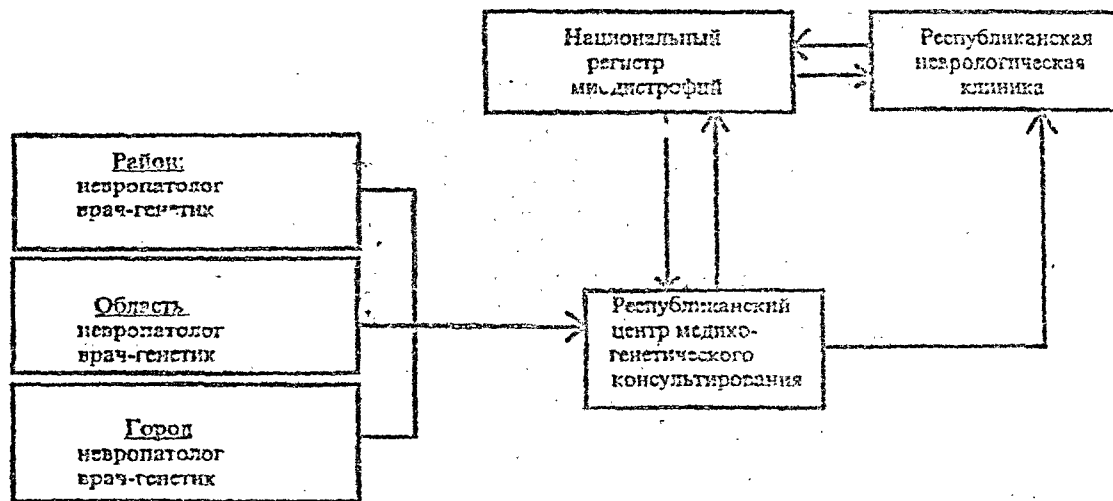 Национальный
регистр
миодистрофий
Республиканская
неврологическая
клиника
Район:
невропатолог
врач-генетик
Область
невропатолог
врач-генетик
Город
невропатолог
врач-генетик
Республиканский
центр медико-
генетического
консультирования